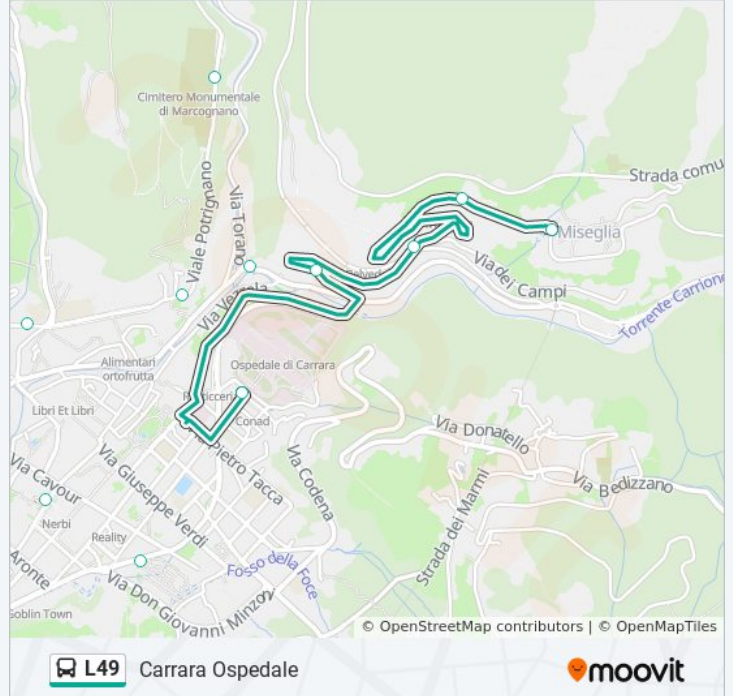 Cimitero Monumentale
di Marcognano
Strada comu
Viale Potrignano
Via Torano
Miseglia
Via dei Campi
Torrente Carrione
Alimentari
ortofrutta
Ospedale di Carrara
Libri Et Libri
Conad
Via Donatello
Via Cavour
Via Giuseppe Verdi
Pietro Tacca
Via Codena
Via Bedizzano
Nerbi
Reality
Strada dei Marmi
Fosso della Foce
Aronte
Via Don Giovanni Minzoni
Goblin Town
© OpenStreetMap contributors | © OpenMapTiles
L49 Carrara Ospedale
moovit